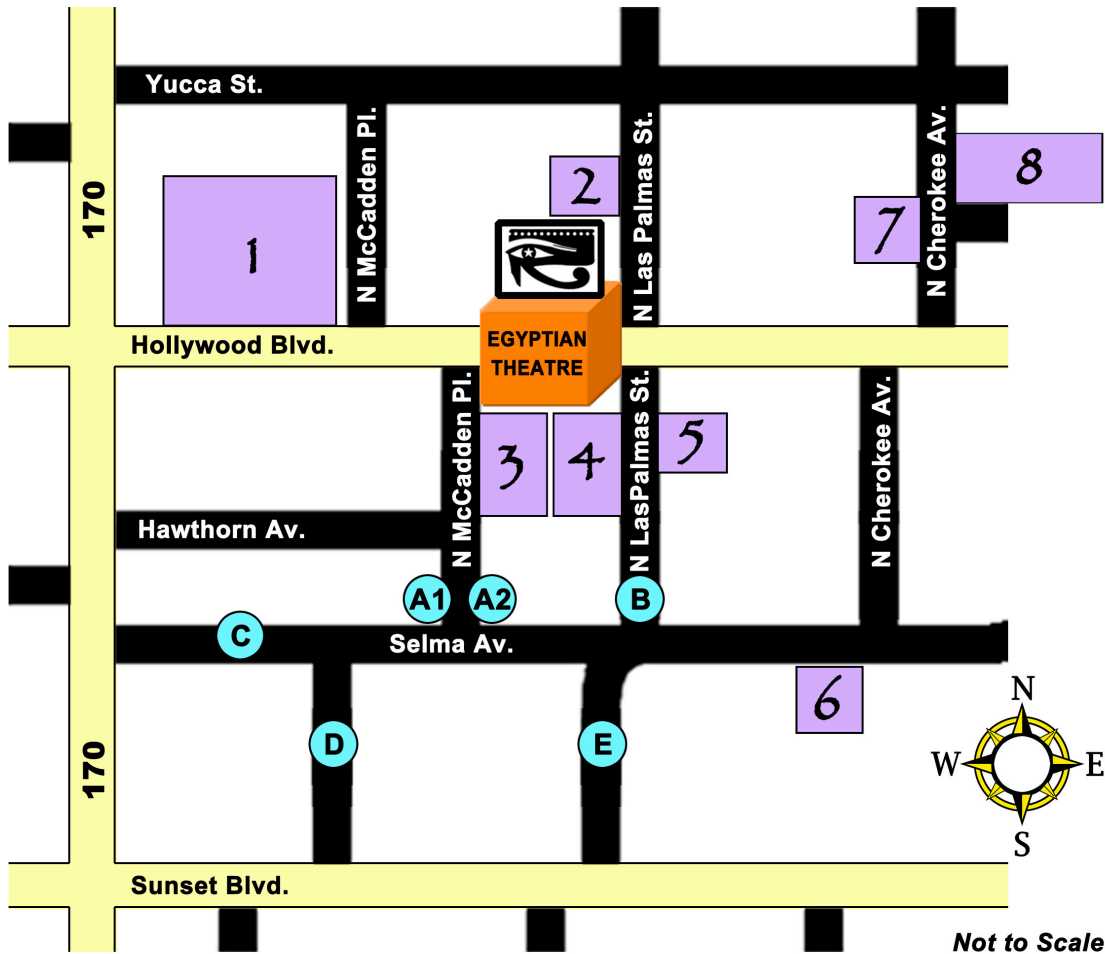 Yucca St.
N McCadden Pl.
N Las Palmas St.
N Cherokee Av.
170
1
2
7
8
Hollywood Blvd.
EGYPTIAN
THEATRE
N McCadden Pl.
3
4
N LasPalmas St.
5
N Cherokee Av.
Hawthorn Av.
A1
A2
B
C
Selma Av.
6
D
E
170
N
W
E
S
Sunset Blvd.
Not to Scale